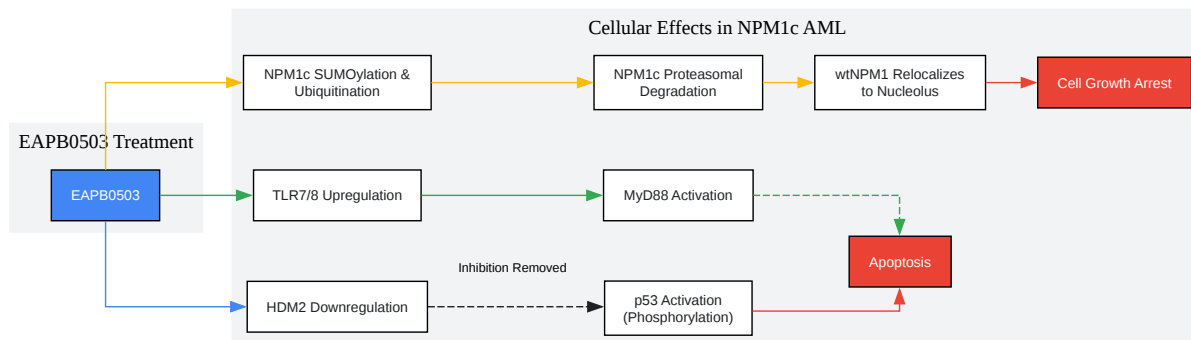 Cellular Effects in NPM1c AML
NPM1c SUMOylation &
Ubiquitination
NPM1c Proteasomal
Degradation
wtNPM1 Relocalizes
to Nucleolus
Cell Growth Arrest
EAPB0503 Treatment
EAPB0503
TLR7/8 Upregulation
MyD88 Activation
Apoptosis
Inhibition Removed
HDM2 Downregulation
p53 Activation
(Phosphorylation)